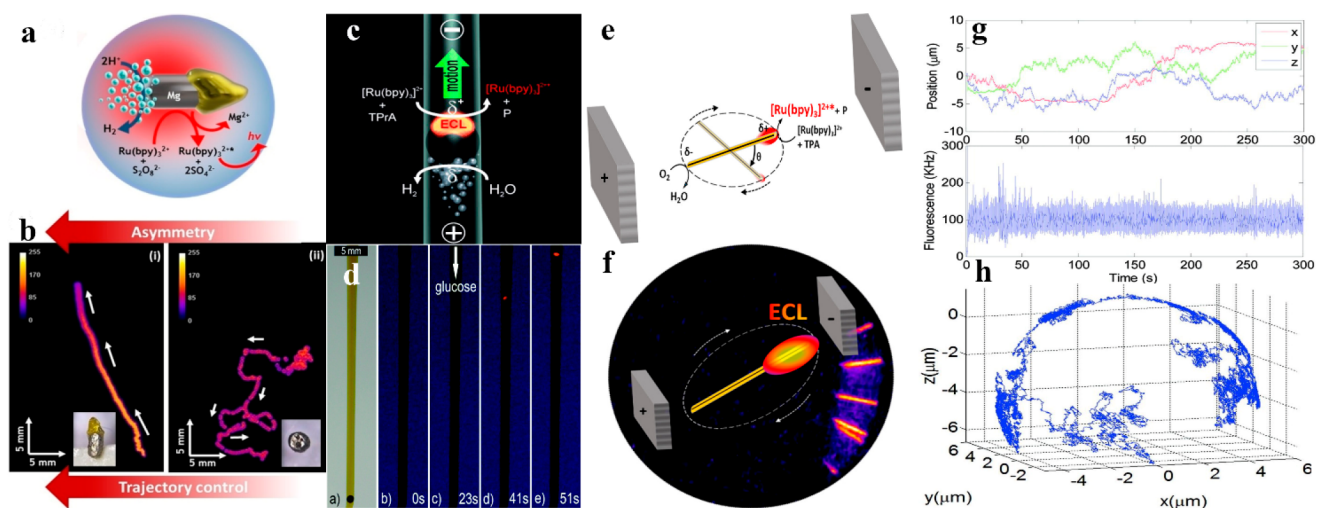 a
2H⁺
Mg
H₂
Mg²⁺
hν
Ru(bpy)₃²⁺
+
S₂O₈²⁻
Ru(bpy)₃²⁺*
+
2SO₄²⁻
b
Asymmetry
(i)
255
170
85
0
5 mm
5 mm
(ii)
255
170
85
0
5 mm
5 mm
Trajectory control
c
−
motion
[Ru(bpy)₃]²⁻
+
TPrA
δ⁺
[Ru(bpy)₃]²⁺*
+
P
ECL
δ⁻
H₂
H₂O
+
d
5 mm
glucose
a)
b)
0s
c)
23s
d)
41s
e)
51s
e
-
+
[Ru(bpy)₃]²⁺* + P
δ+
[Ru(bpy)₃]²⁺
+ TPA
δ-
θ
O₂
H₂O
f
ECL
-
+
g
Position (μm)
10
5
0
-5
-10
x
y
z
0 50 100 150 200 250 300
Fluorescence (KHz)
300
200
100
0
0 50 100 150 200 250 300
Time (s)
h
z(μm)
0
-2
-4
-6
6 4 2 0 -2
y(μm)
-4 -2 0 2 4 6
x(μm)